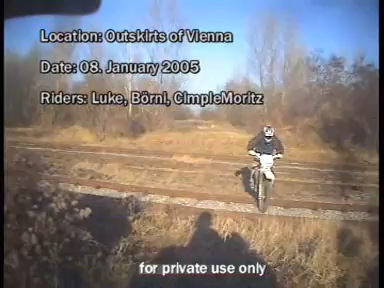 Location: Outskirts of Vienna
Date: 08. January 2005
Riders: Luke, Börni, CimpleMoritz
for private use only